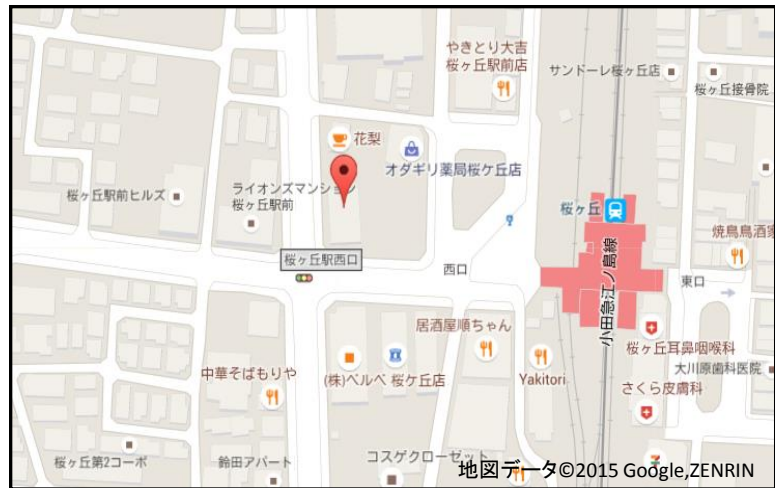 やきとり大吉
桜ヶ丘駅前店
サンドーレ桜ヶ丘店
桜ヶ丘接骨院
花梨
オダギリ薬局桜ケ丘店
桜ヶ丘駅前ヒルズ
ライオンズマンション
桜ヶ丘駅前
桜ヶ丘
焼鳥鳥酒家
桜ヶ丘駅西口
西口
小田急江ノ島線
東口
居酒屋順ちゃん
桜ヶ丘耳鼻咽喉科
中華そばもりや
(株)ベルベ 桜ケ丘店
Yakitori
大川原歯科医院
さくら皮膚科
桜ヶ丘第2コーポ
鈴田アパート
コスゲクローゼット
地図データ©2015 Google,ZENRIN